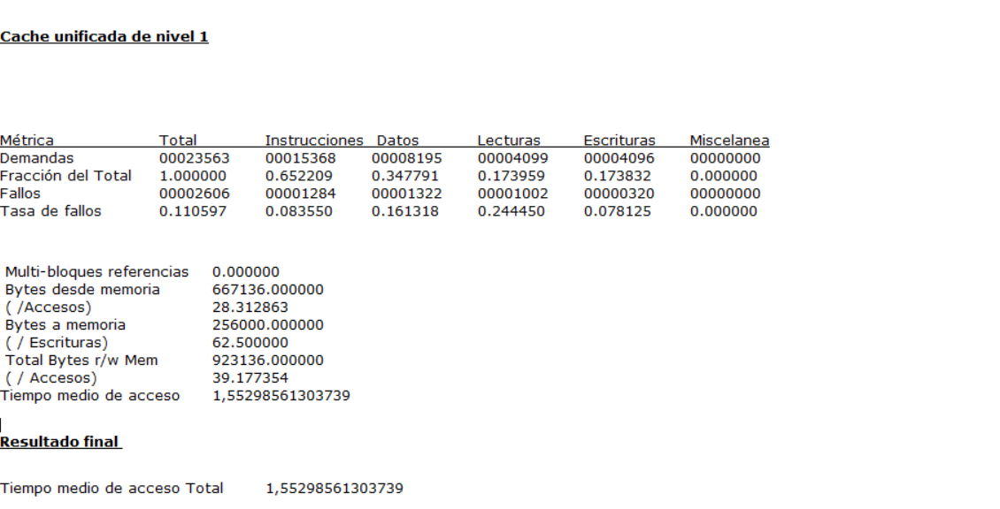 Cache unificada de nivel 1
Métrica Total Instrucciones Datos Lecturas Escrituras Miscelanea
Demandas 00023563 00015368 00008195 00004099 00004096 00000000
Fracción del Total 1.000000 0.652209 0.347791 0.173959 0.173832 0.000000
Fallos 00002606 00001284 00001322 00001002 00000320 00000000
Tasa de fallos 0.110597 0.083550 0.161318 0.244450 0.078125 0.000000
Multi-bloques referencias 0.000000
Bytes desde memoria 667136.000000
( /Accesos) 28.312863
Bytes a memoria 256000.000000
( / Escrituras) 62.500000
Total Bytes r/w Mem 923136.000000
( / Accesos) 39.177354
Tiempo medio de acceso 1,55298561303739
Resultado final
Tiempo medio de acceso Total 1,55298561303739